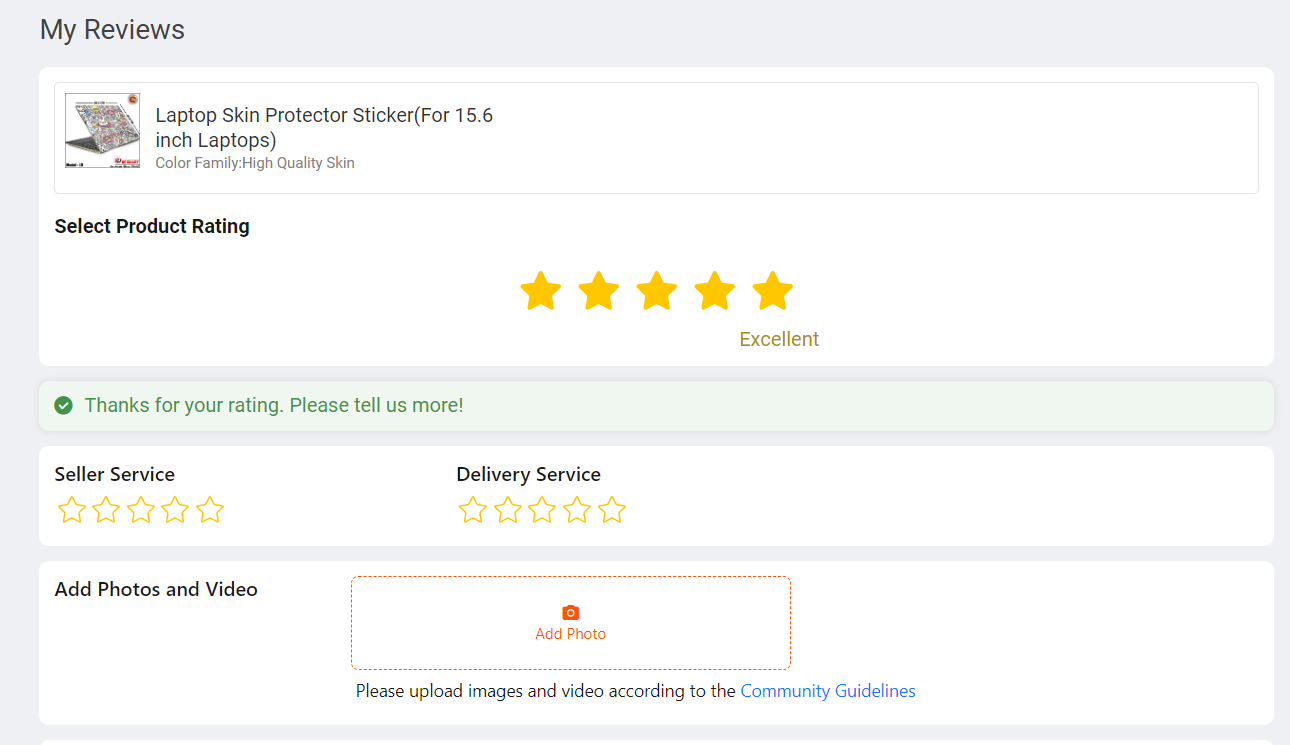 My Reviews
Laptop Skin Protector Sticker(For 15.6
inch Laptops)
Color Family:High Quality Skin
Select Product Rating
Excellent
Thanks for your rating. Please tell us more!
Seller Service
Delivery Service
Add Photos and Video
Add Photo
Please upload images and video according to the Community Guidelines